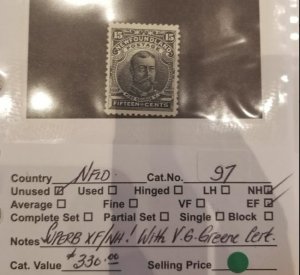 15 15
NEWFOUNDLAND
POSTAGE
FIFTEEN CENTS
Country NFLD. Cat.No. 97
Unused ☑ Used ☐ Hinged ☐ LH ☐ NH ☑
Average ☐ Fine ☐ VF ☐ EF ☑
Complete Set ☐ Partial Set ☐ Single ☐ Block ☐
Notes SUPERB XF/NH! With V.G. Greene Cert.
Cat. Value $330.00 Selling Price